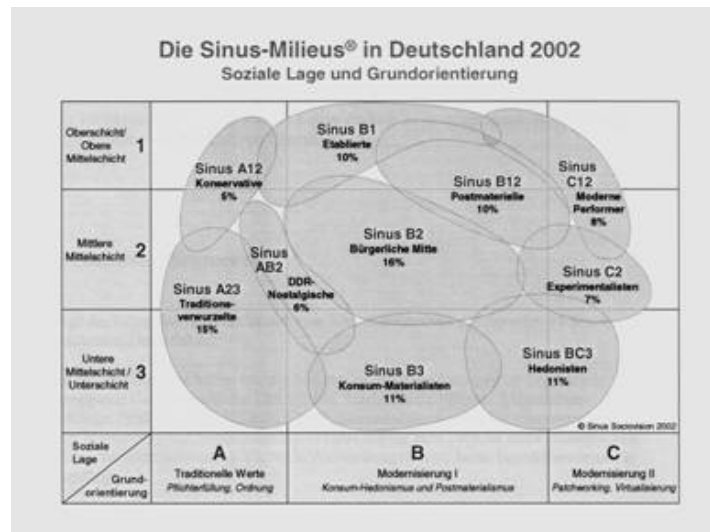 Die Sinus-Milieus® in Deutschland 2002
Soziale Lage und Grundorientierung
Oberschicht/
Obere
Mittelschicht
1
Sinus A12
Konservative
5%
Sinus B1
Etablierte
10%
Sinus B12
Postmaterielle
10%
Sinus
C12
Moderne
Performer
8%
Mittlere
Mittelschicht
2
Sinus
AB2
DDR-
Nostalgische
6%
Sinus B2
Bürgerliche Mitte
16%
Sinus C2
Experimentalisten
7%
Sinus A23
Traditions-
verwurzelte
15%
Untere
Mittelschicht/
Unterschicht
3
Sinus B3
Konsum-Materialisten
11%
Sinus BC3
Hedonisten
11%
© Sinus Sociovision 2002
Soziale
Lage
Grund-
orientierung
A
Traditionelle Werte
Pflichterfüllung, Ordnung
B
Modernisierung I
Konsum-Hedonismus und Postmaterialismus
C
Modernisierung II
Patchworking, Virtualisierung